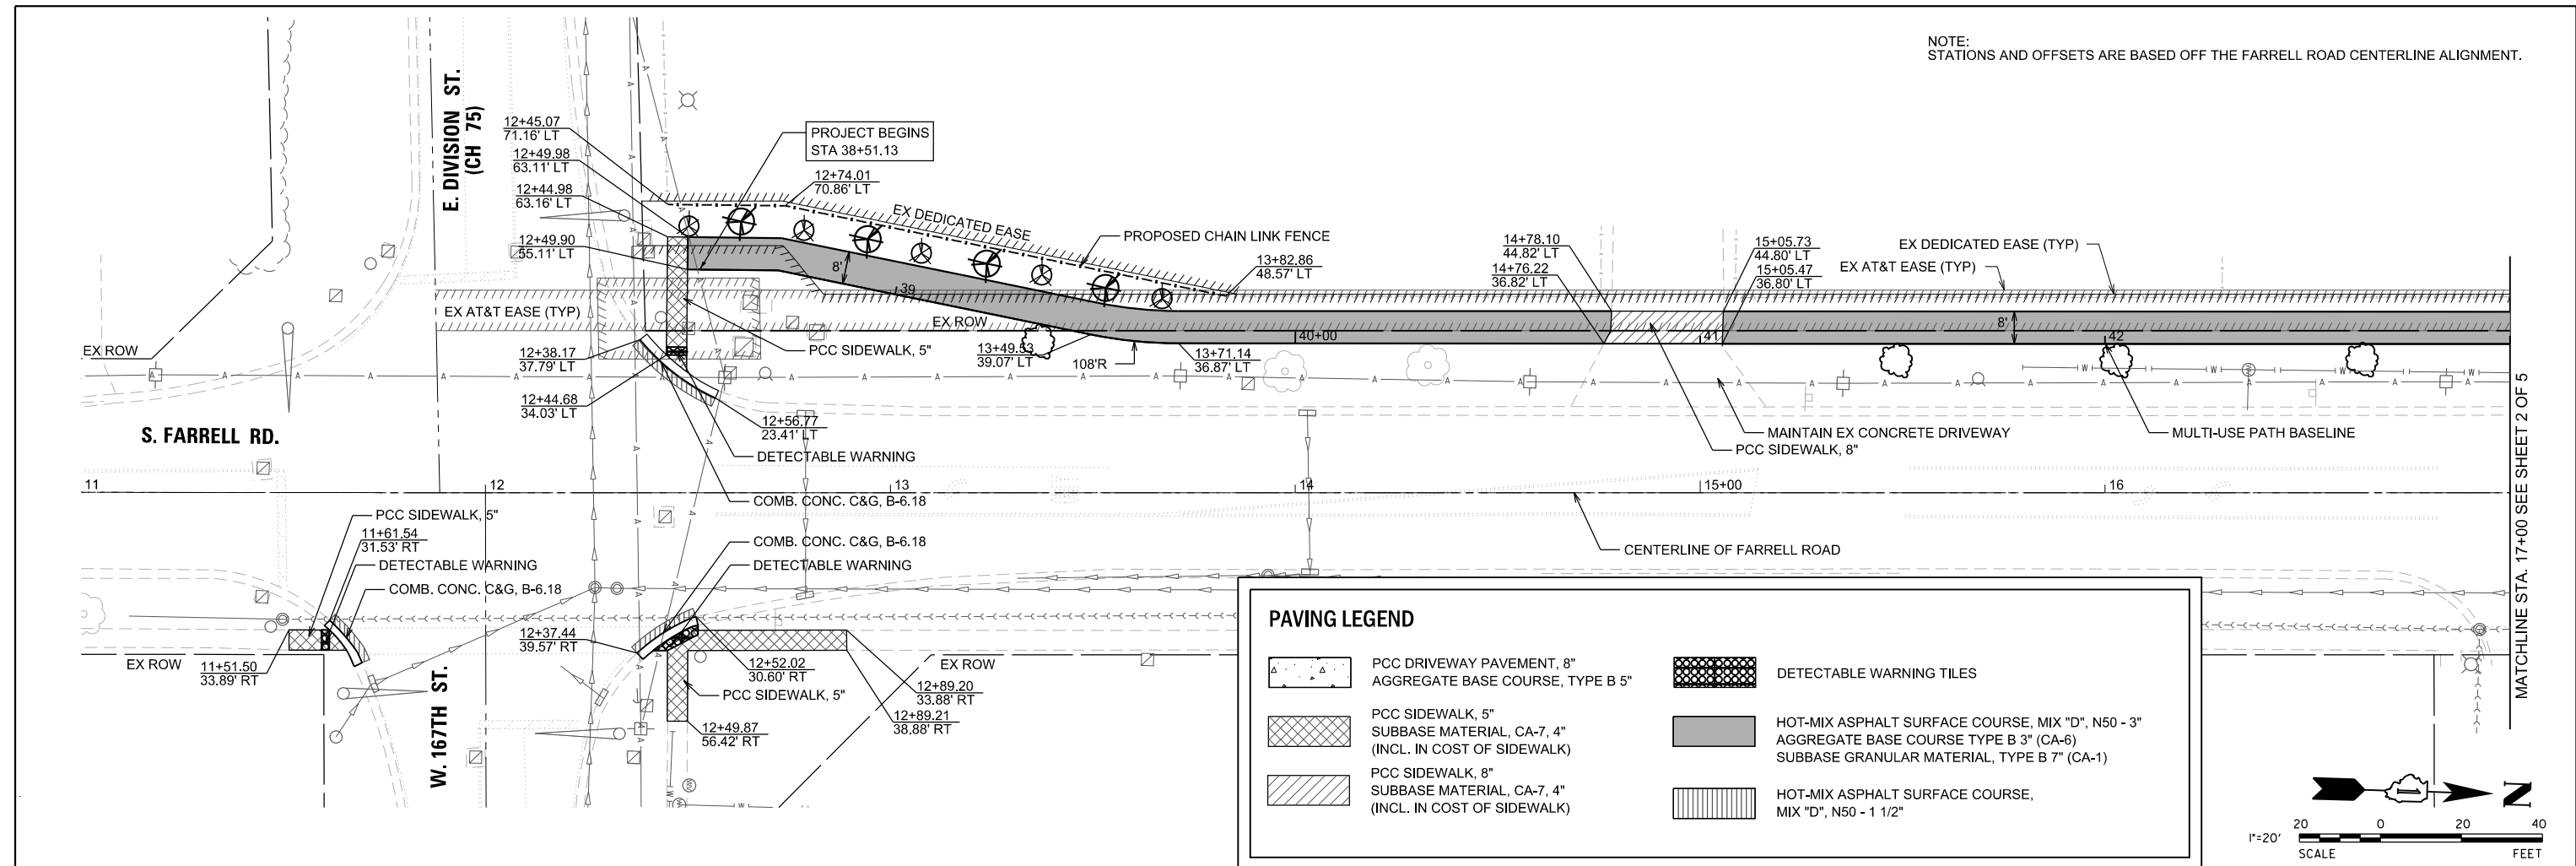 NOTE:
STATIONS AND OFFSETS ARE BASED OFF THE FARRELL ROAD CENTERLINE ALIGNMENT.
E. DIVISION ST.
(CH 75)
12+45.07
71.16' LT
12+49.98
63.11' LT
12+44.98
63.16' LT
12+49.90
55.11' LT
PROJECT BEGINS
STA 38+51.13
12+74.01
70.86' LT
EX DEDICATED EASE
PROPOSED CHAIN LINK FENCE
13+82.86
48.57' LT
14+78.10
44.82' LT
14+76.22
36.82' LT
15+05.73
44.80' LT
15+05.47
36.80' LT
EX DEDICATED EASE (TYP)
EX AT&T EASE (TYP)
8'
39
EX AT&T EASE (TYP)
EX ROW
40+00
41
8'
42
EX ROW
12+38.17
37.79' LT
PCC SIDEWALK, 5"
13+49.53
39.07' LT
108'R
13+71.14
36.87' LT
12+44.68
34.03' LT
12+56.77
23.41' LT
DETECTABLE WARNING
MAINTAIN EX CONCRETE DRIVEWAY
PCC SIDEWALK, 8"
MULTI-USE PATH BASELINE
S. FARRELL RD.
11
12
13
14
15+00
16
COMB. CONC. C&G, B-6.18
PCC SIDEWALK, 5"
11+61.54
31.53' RT
DETECTABLE WARNING
COMB. CONC. C&G, B-6.18
COMB. CONC. C&G, B-6.18
DETECTABLE WARNING
CENTERLINE OF FARRELL ROAD
MATCHLINE STA. 17+00 SEE SHEET 2 OF 5
EX ROW
11+51.50
33.89' RT
W. 167TH ST.
12+37.44
39.57' RT
12+52.02
30.60' RT
PCC SIDEWALK, 5"
12+49.87
56.42' RT
12+89.20
33.88' RT
12+89.21
38.88' RT
EX ROW
PAVING LEGEND
PCC DRIVEWAY PAVEMENT, 8"
AGGREGATE BASE COURSE, TYPE B 5"
PCC SIDEWALK, 5"
SUBBASE MATERIAL, CA-7, 4"
(INCL. IN COST OF SIDEWALK)
PCC SIDEWALK, 8"
SUBBASE MATERIAL, CA-7, 4"
(INCL. IN COST OF SIDEWALK)
DETECTABLE WARNING TILES
HOT-MIX ASPHALT SURFACE COURSE, MIX "D", N50 - 3"
AGGREGATE BASE COURSE TYPE B 3" (CA-6)
SUBBASE GRANULAR MATERIAL, TYPE B 7" (CA-1)
HOT-MIX ASPHALT SURFACE COURSE,
MIX "D", N50 - 1 1/2"
N
20 0 20 40
1"=20'
SCALE FEET